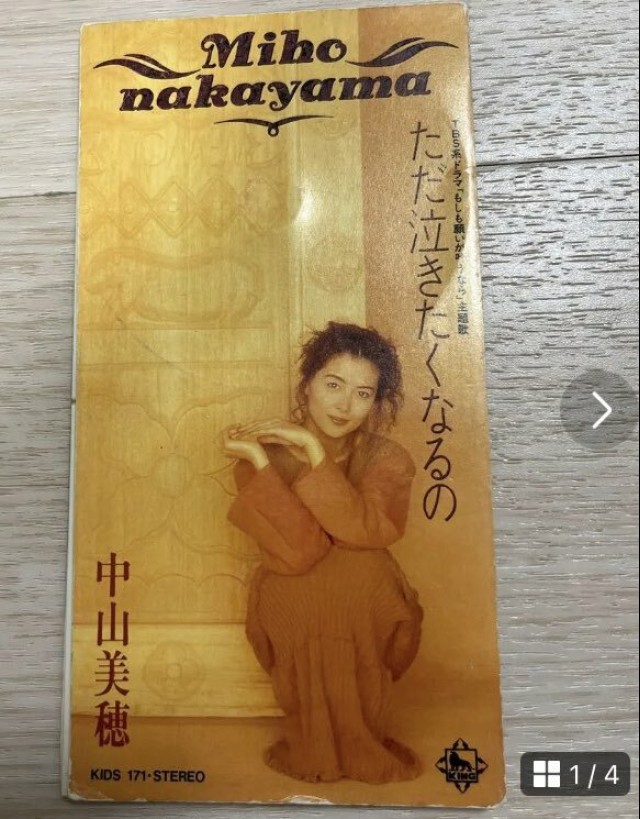 Miho
nakayama
TBS系ドラマ「もしも願いが叶うなら」主題歌
ただ泣きたくなるの
中山美穂
KIDS 171·STEREO
KING
1 / 4